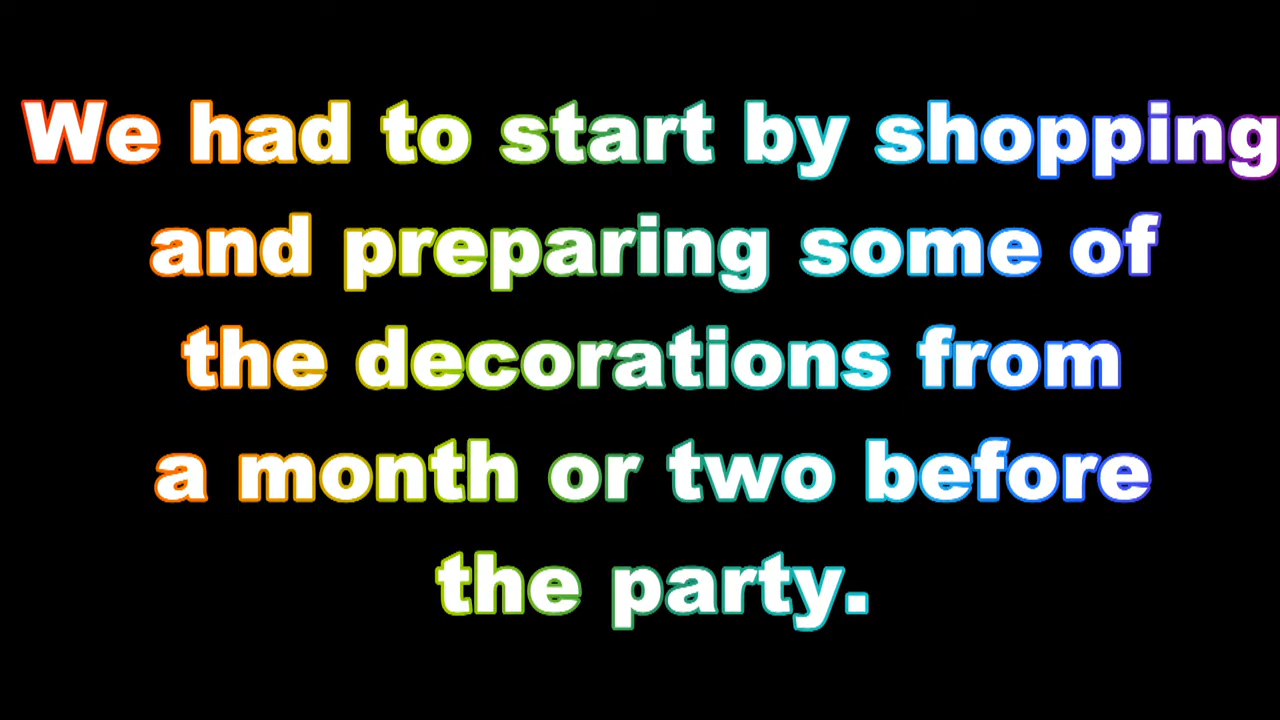 We had to start by shopping
and preparing some of
the decorations from
a month or two before
the party.